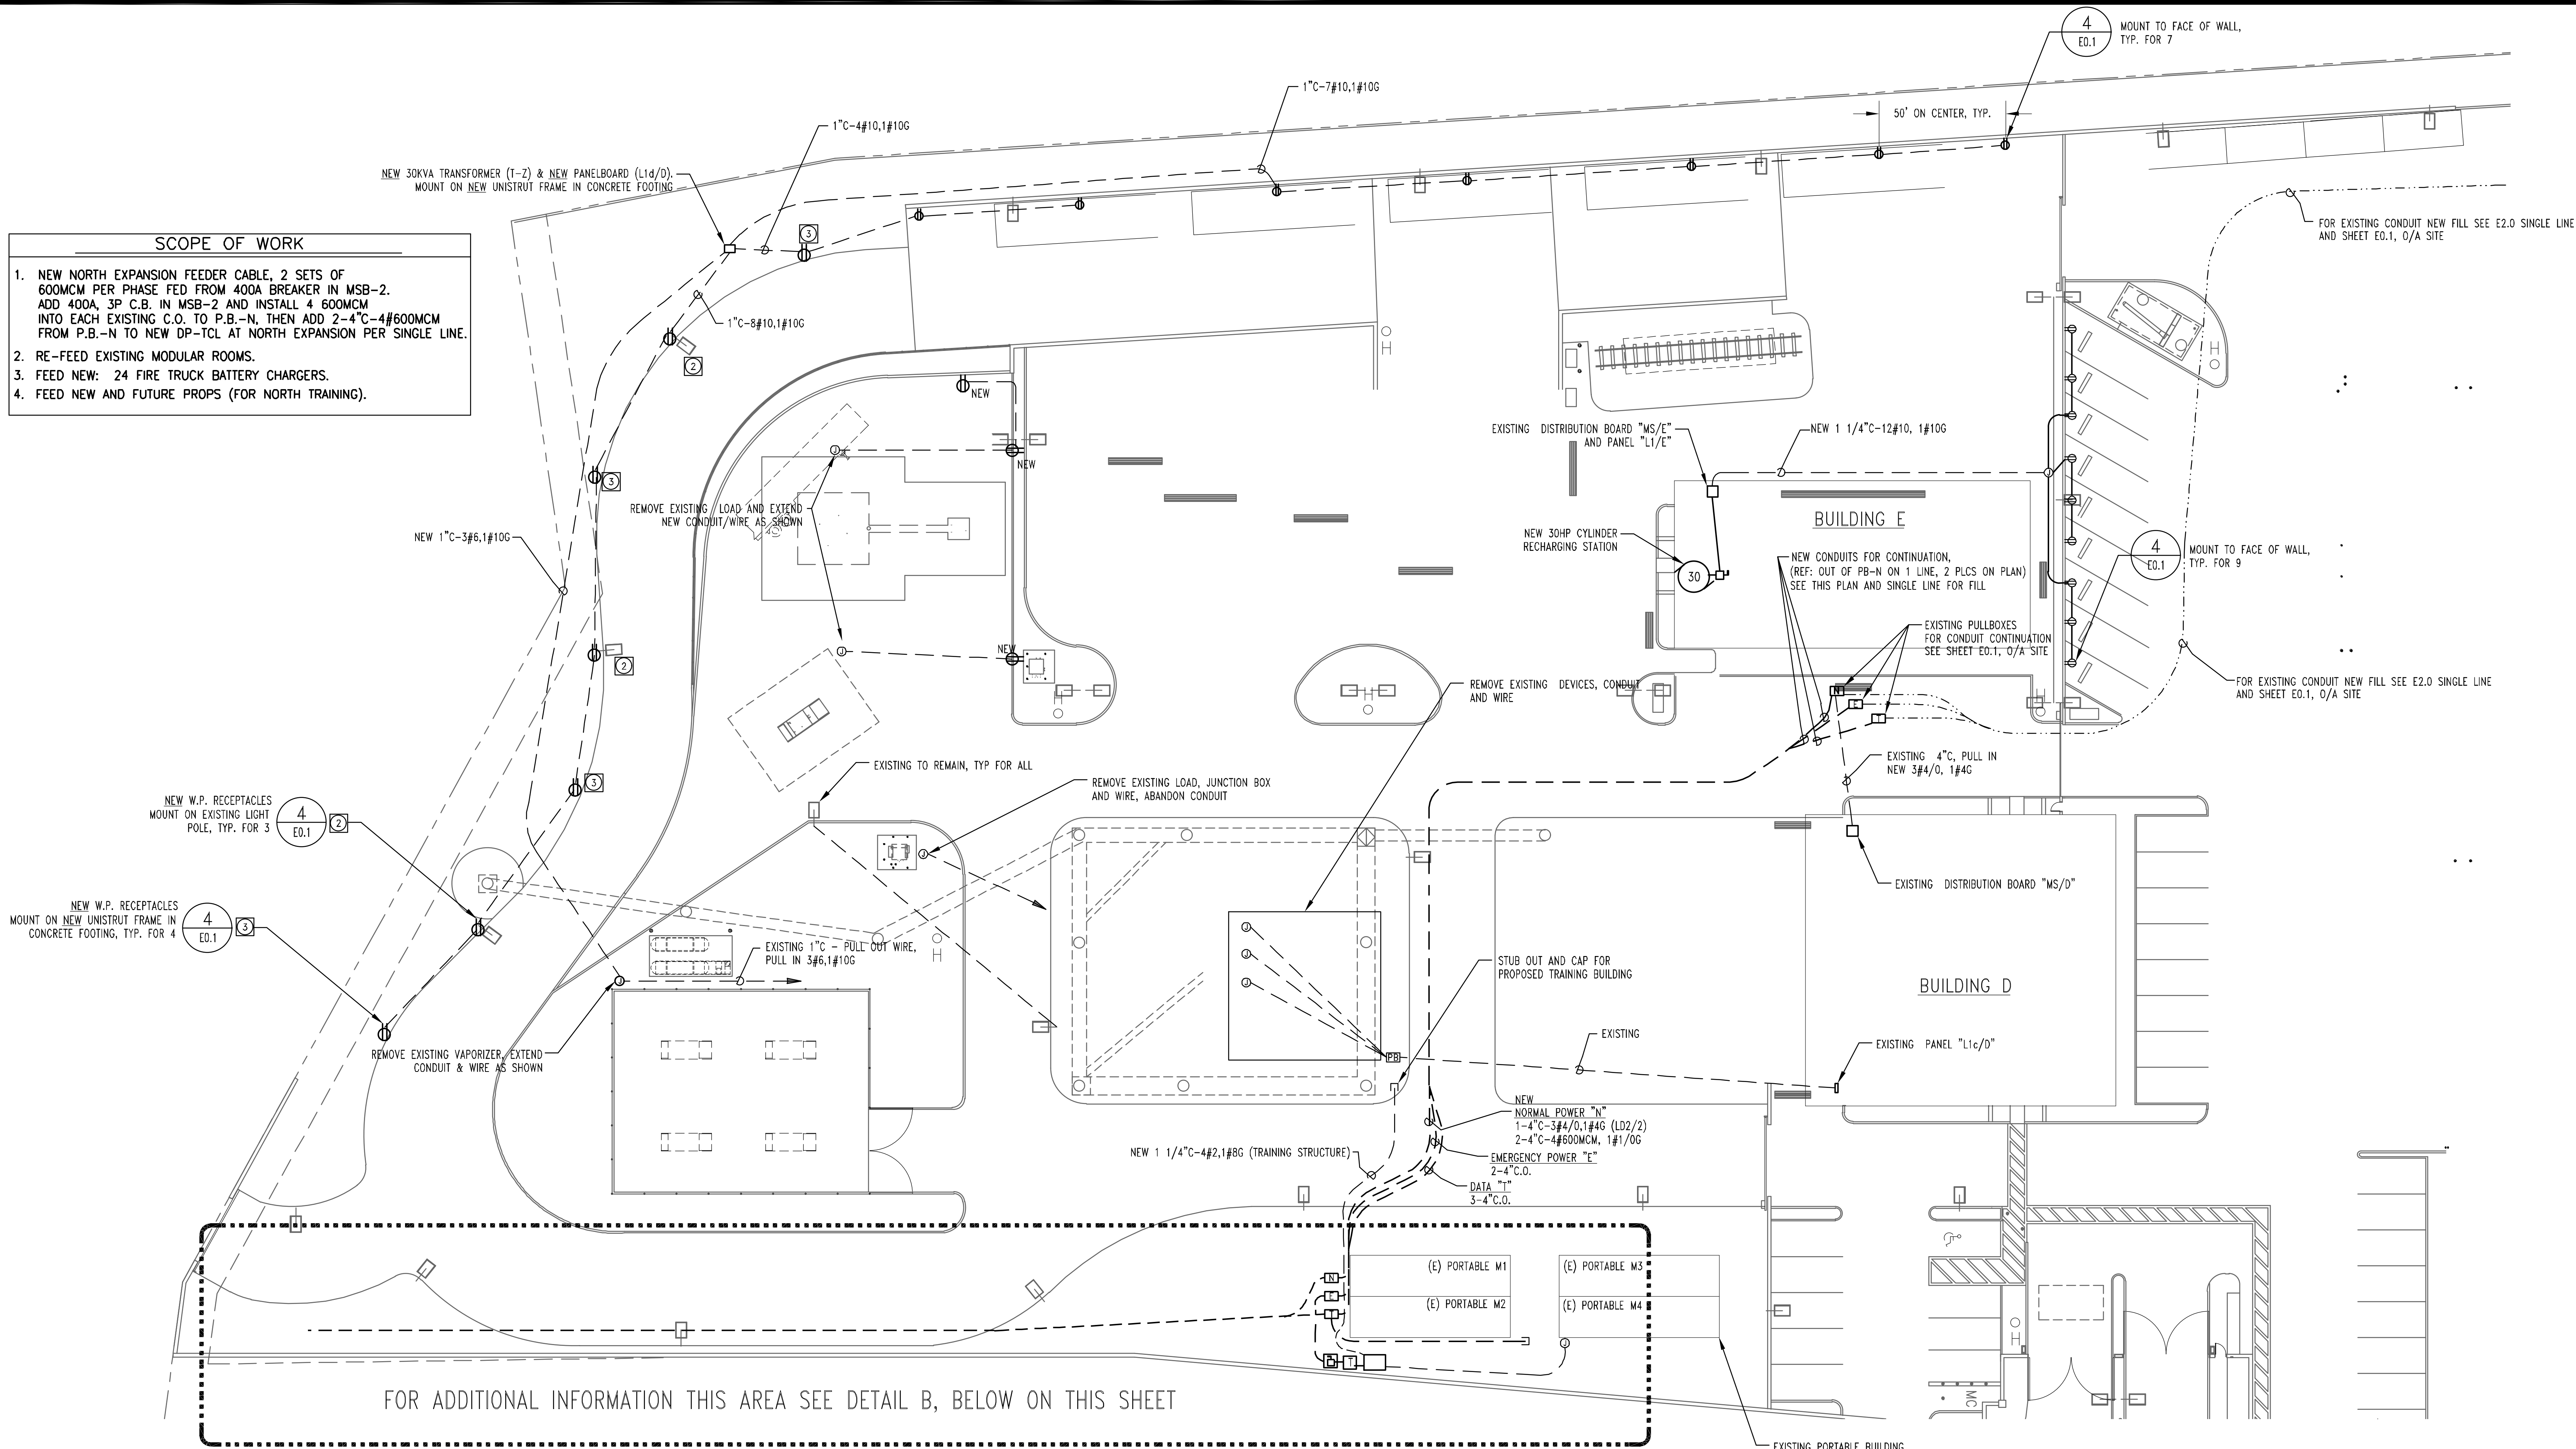 4
E0.1
MOUNT TO FACE OF WALL,
TYP. FOR 7
1"C-7#10,1#10G
50' ON CENTER, TYP.
1"C-4#10,1#10G
NEW 30KVA TRANSFORMER (T-Z) & NEW PANELBOARD (L1d/D).
MOUNT ON NEW UNISTRUT FRAME IN CONCRETE FOOTING
3
FOR EXISTING CONDUIT NEW FILL SEE E2.0 SINGLE LINE
AND SHEET E0.1, O/A SITE
SCOPE OF WORK
1. NEW NORTH EXPANSION FEEDER CABLE, 2 SETS OF
600MCM PER PHASE FED FROM 400A BREAKER IN MSB-2.
ADD 400A, 3P C.B. IN MSB-2 AND INSTALL 4 600MCM
INTO EACH EXISTING C.O. TO P.B.-N, THEN ADD 2-4"C-4#600MCM
FROM P.B.-N TO NEW DP-TCL AT NORTH EXPANSION PER SINGLE LINE.
2. RE-FEED EXISTING MODULAR ROOMS.
3. FEED NEW: 24 FIRE TRUCK BATTERY CHARGERS.
4. FEED NEW AND FUTURE PROPS (FOR NORTH TRAINING).
1"C-8#10,1#10G
2
NEW
H
H
EXISTING DISTRIBUTION BOARD "MS/E"
AND PANEL "L1/E"
NEW 1 1/4"C-12#10, 1#10G
J
NEW
J
3
REMOVE EXISTING LOAD AND EXTEND
NEW CONDUIT/WIRE AS SHOWN
BUILDING E
NEW 1"C-3#6,1#10G
NEW 30HP CYLINDER
RECHARGING STATION
30
NEW CONDUITS FOR CONTINUATION,
(REF: OUT OF PB-N ON 1 LINE, 2 PLCS ON PLAN)
SEE THIS PLAN AND SINGLE LINE FOR FILL
4
E0.1
MOUNT TO FACE OF WALL,
TYP. FOR 9
EXISTING PULLBOXES
FOR CONDUIT CONTINUATION
SEE SHEET E0.1, O/A SITE
J
NEW
2
REMOVE EXISTING DEVICES, CONDUIT
AND WIRE
FOR EXISTING CONDUIT NEW FILL SEE E2.0 SINGLE LINE
AND SHEET E0.1, O/A SITE
H
H
H
N
E
T
EXISTING 4"C, PULL IN
NEW 3#4/0, 1#4G
EXISTING TO REMAIN, TYP FOR ALL
REMOVE EXISTING LOAD, JUNCTION BOX
AND WIRE, ABANDON CONDUIT
3
NEW W.P. RECEPTACLES
MOUNT ON EXISTING LIGHT
POLE, TYP. FOR 3
4
E0.1
2
J
EXISTING DISTRIBUTION BOARD "MS/D"
NEW W.P. RECEPTACLES
MOUNT ON NEW UNISTRUT FRAME IN
CONCRETE FOOTING, TYP. FOR 4
4
E0.1
3
H
J
J
J
EXISTING 1"C - PULL OUT WIRE,
PULL IN 3#6,1#10G
J
STUB OUT AND CAP FOR
PROPOSED TRAINING BUILDING
BUILDING D
EXISTING
PB
EXISTING PANEL "L1c/D"
REMOVE EXISTING VAPORIZER, EXTEND
CONDUIT & WIRE AS SHOWN
NEW
NORMAL POWER "N"
1-4"C-3#4/0,1#4G (LD2/2)
2-4"C-4#600MCM, 1#1/0G
NEW 1 1/4"C-4#2,1#8G (TRAINING STRUCTURE)
EMERGENCY POWER "E"
2-4"C.O.
DATA "T"
3-4"C.O.
(E) PORTABLE M1
(E) PORTABLE M3
N
E
T
(E) PORTABLE M2
(E) PORTABLE M4
H
J
T
MC
FOR ADDITIONAL INFORMATION THIS AREA SEE DETAIL B, BELOW ON THIS SHEET
EXISTING PORTABLE BUILDING